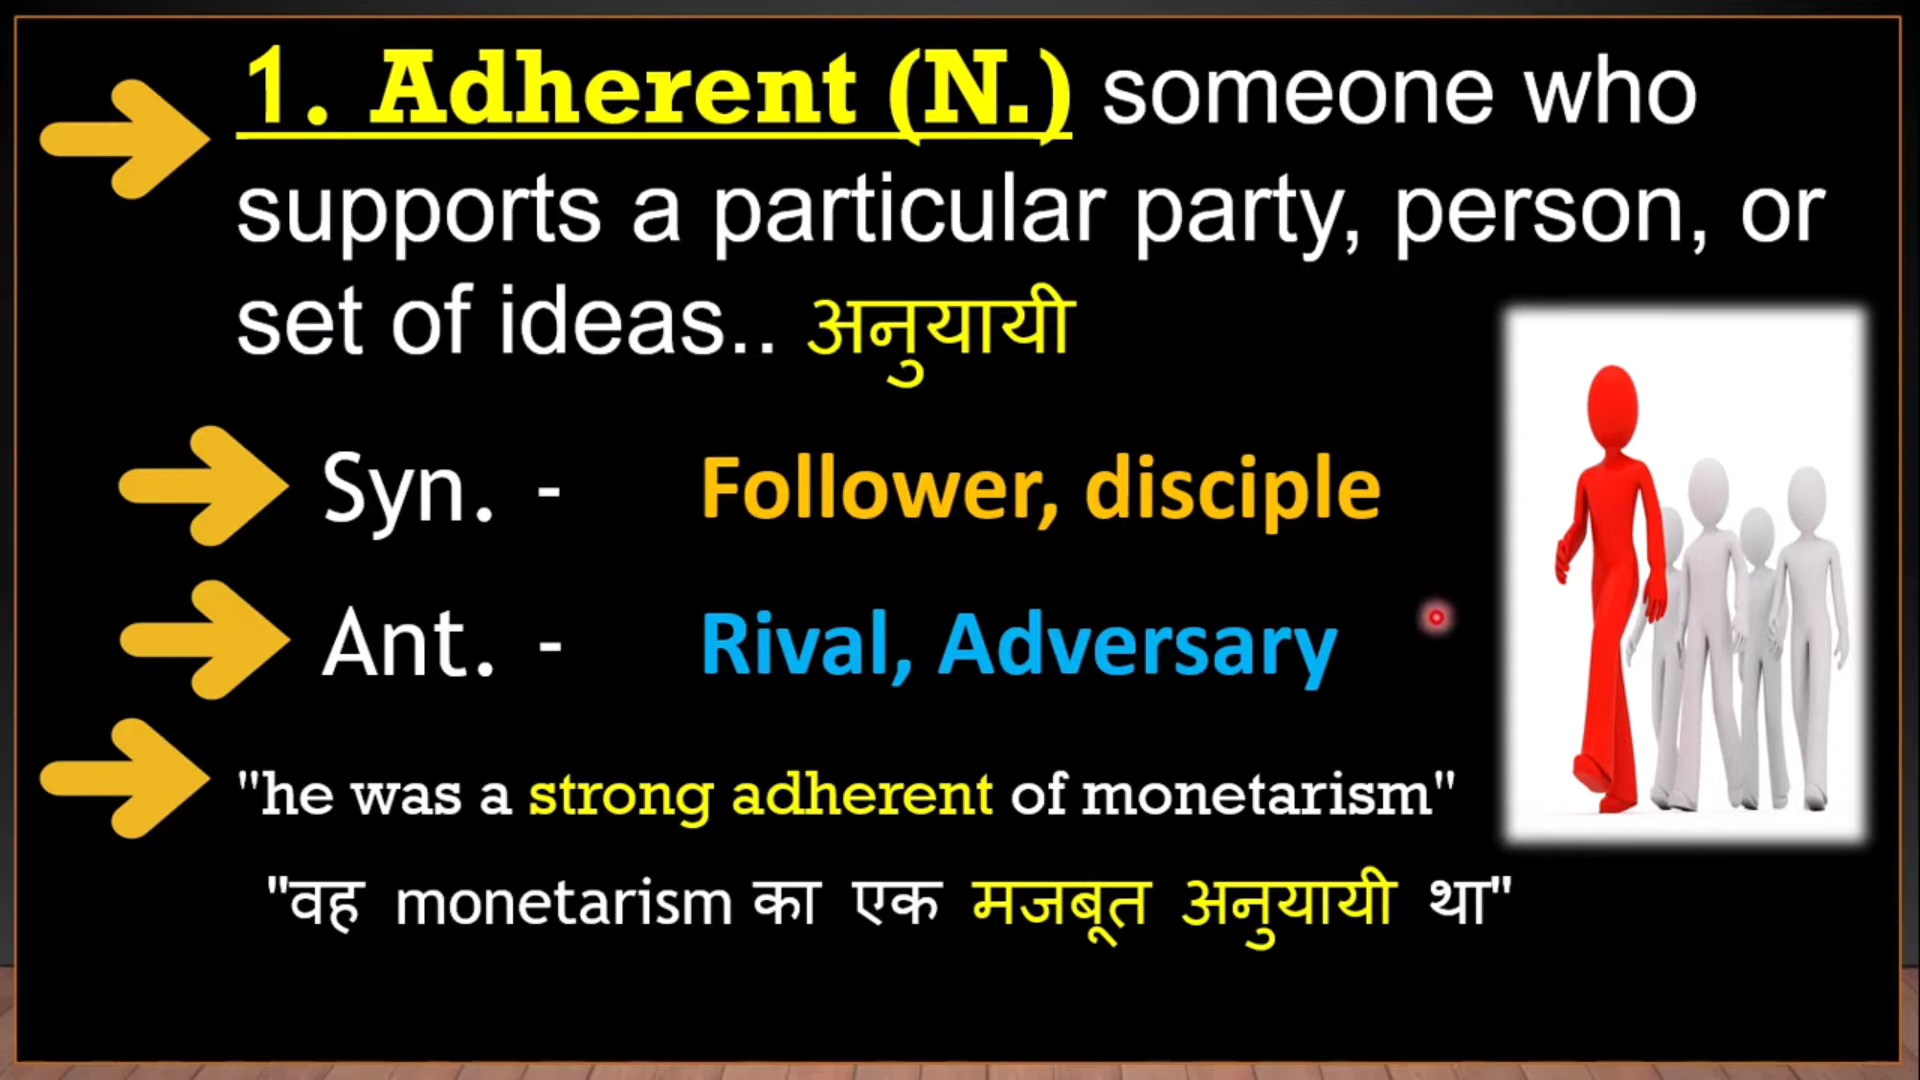 1. Adherent (N.) someone who
supports a particular party, person, or
set of ideas.. अनुयायी
Syn. - Follower, disciple
Ant. - Rival, Adversary
"he was a strong adherent of monetarism"
"वह monetarism का एक मजबूत अनुयायी था"